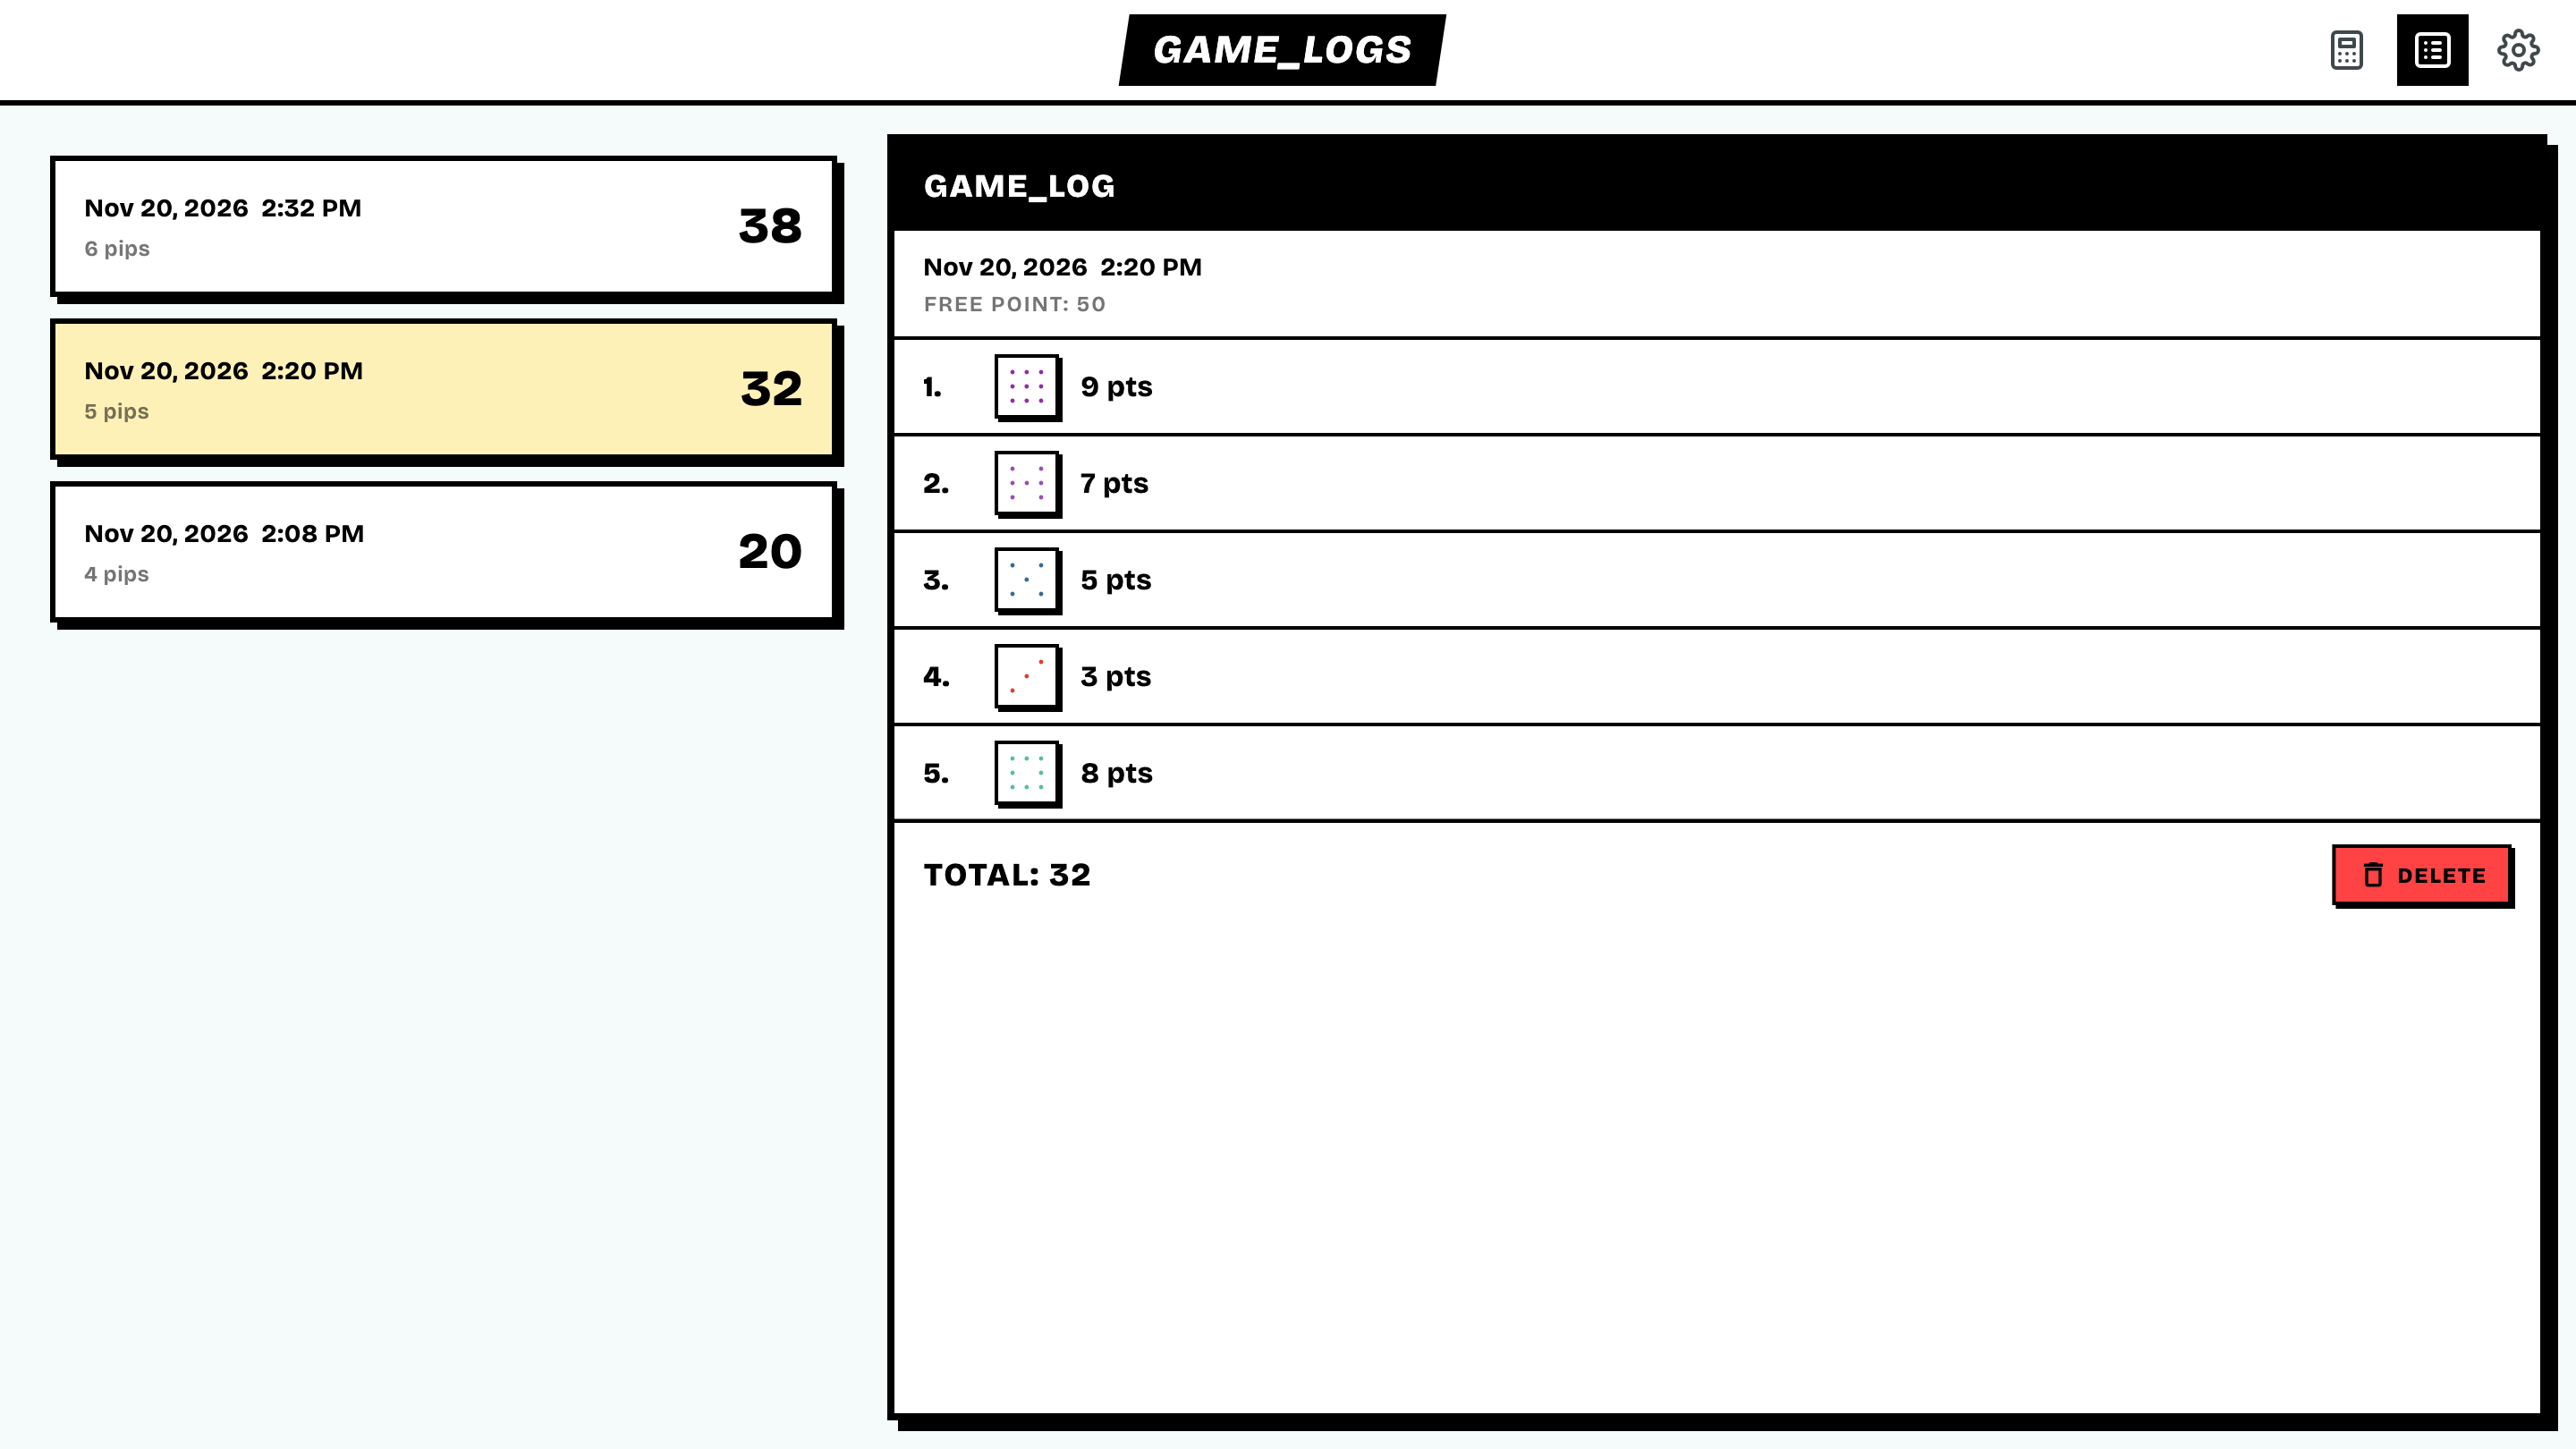 GAME_LOGS
Nov 20, 2026 2:32 PM
6 pips
38
Nov 20, 2026 2:20 PM
5 pips
32
Nov 20, 2026 2:08 PM
4 pips
20
GAME_LOG
Nov 20, 2026 2:20 PM
FREE POINT: 50
1. 9 pts
2. 7 pts
3. 5 pts
4. 3 pts
5. 8 pts
TOTAL: 32
DELETE